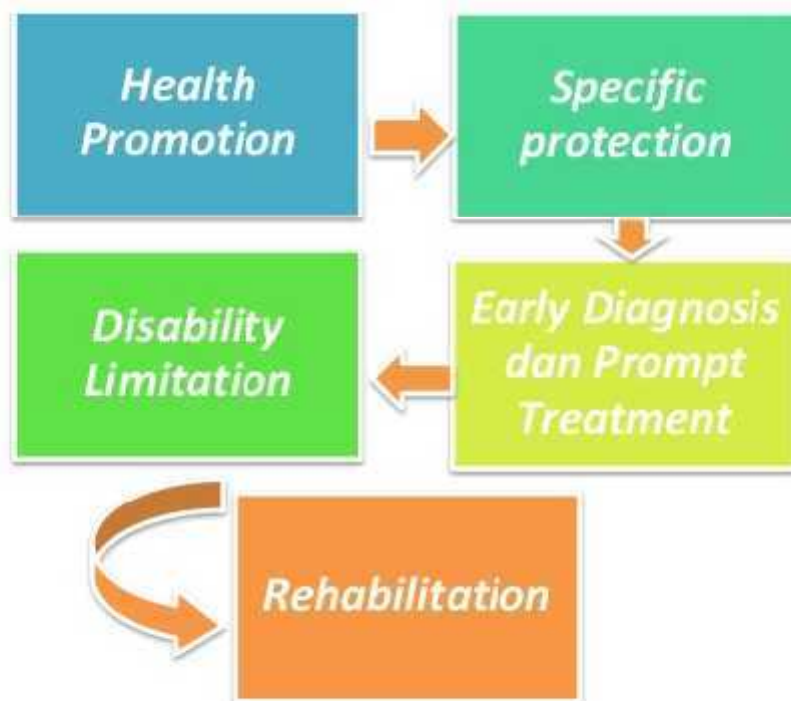 Health
Promotion
Specific
protection
Early Diagnosis
dan Prompt
Treatment
Disability
Limitation
Rehabilitation